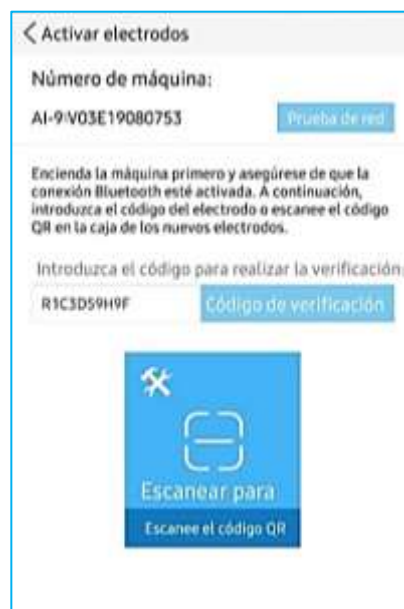 Activar electrodos
Número de máquina:
AI-9 V03E19080753
Prueba de red
Encienda la máquina primero y asegúrese de que la
conexión Bluetooth esté activada. A continuación,
introduzca el código del electrodo o escanee el código
QR en la caja de los nuevos electrodos.
Introduzca el código para realizar la verificación:
R1C3D59H9F
Código de verificación
Escanear para
Escanee el código QR